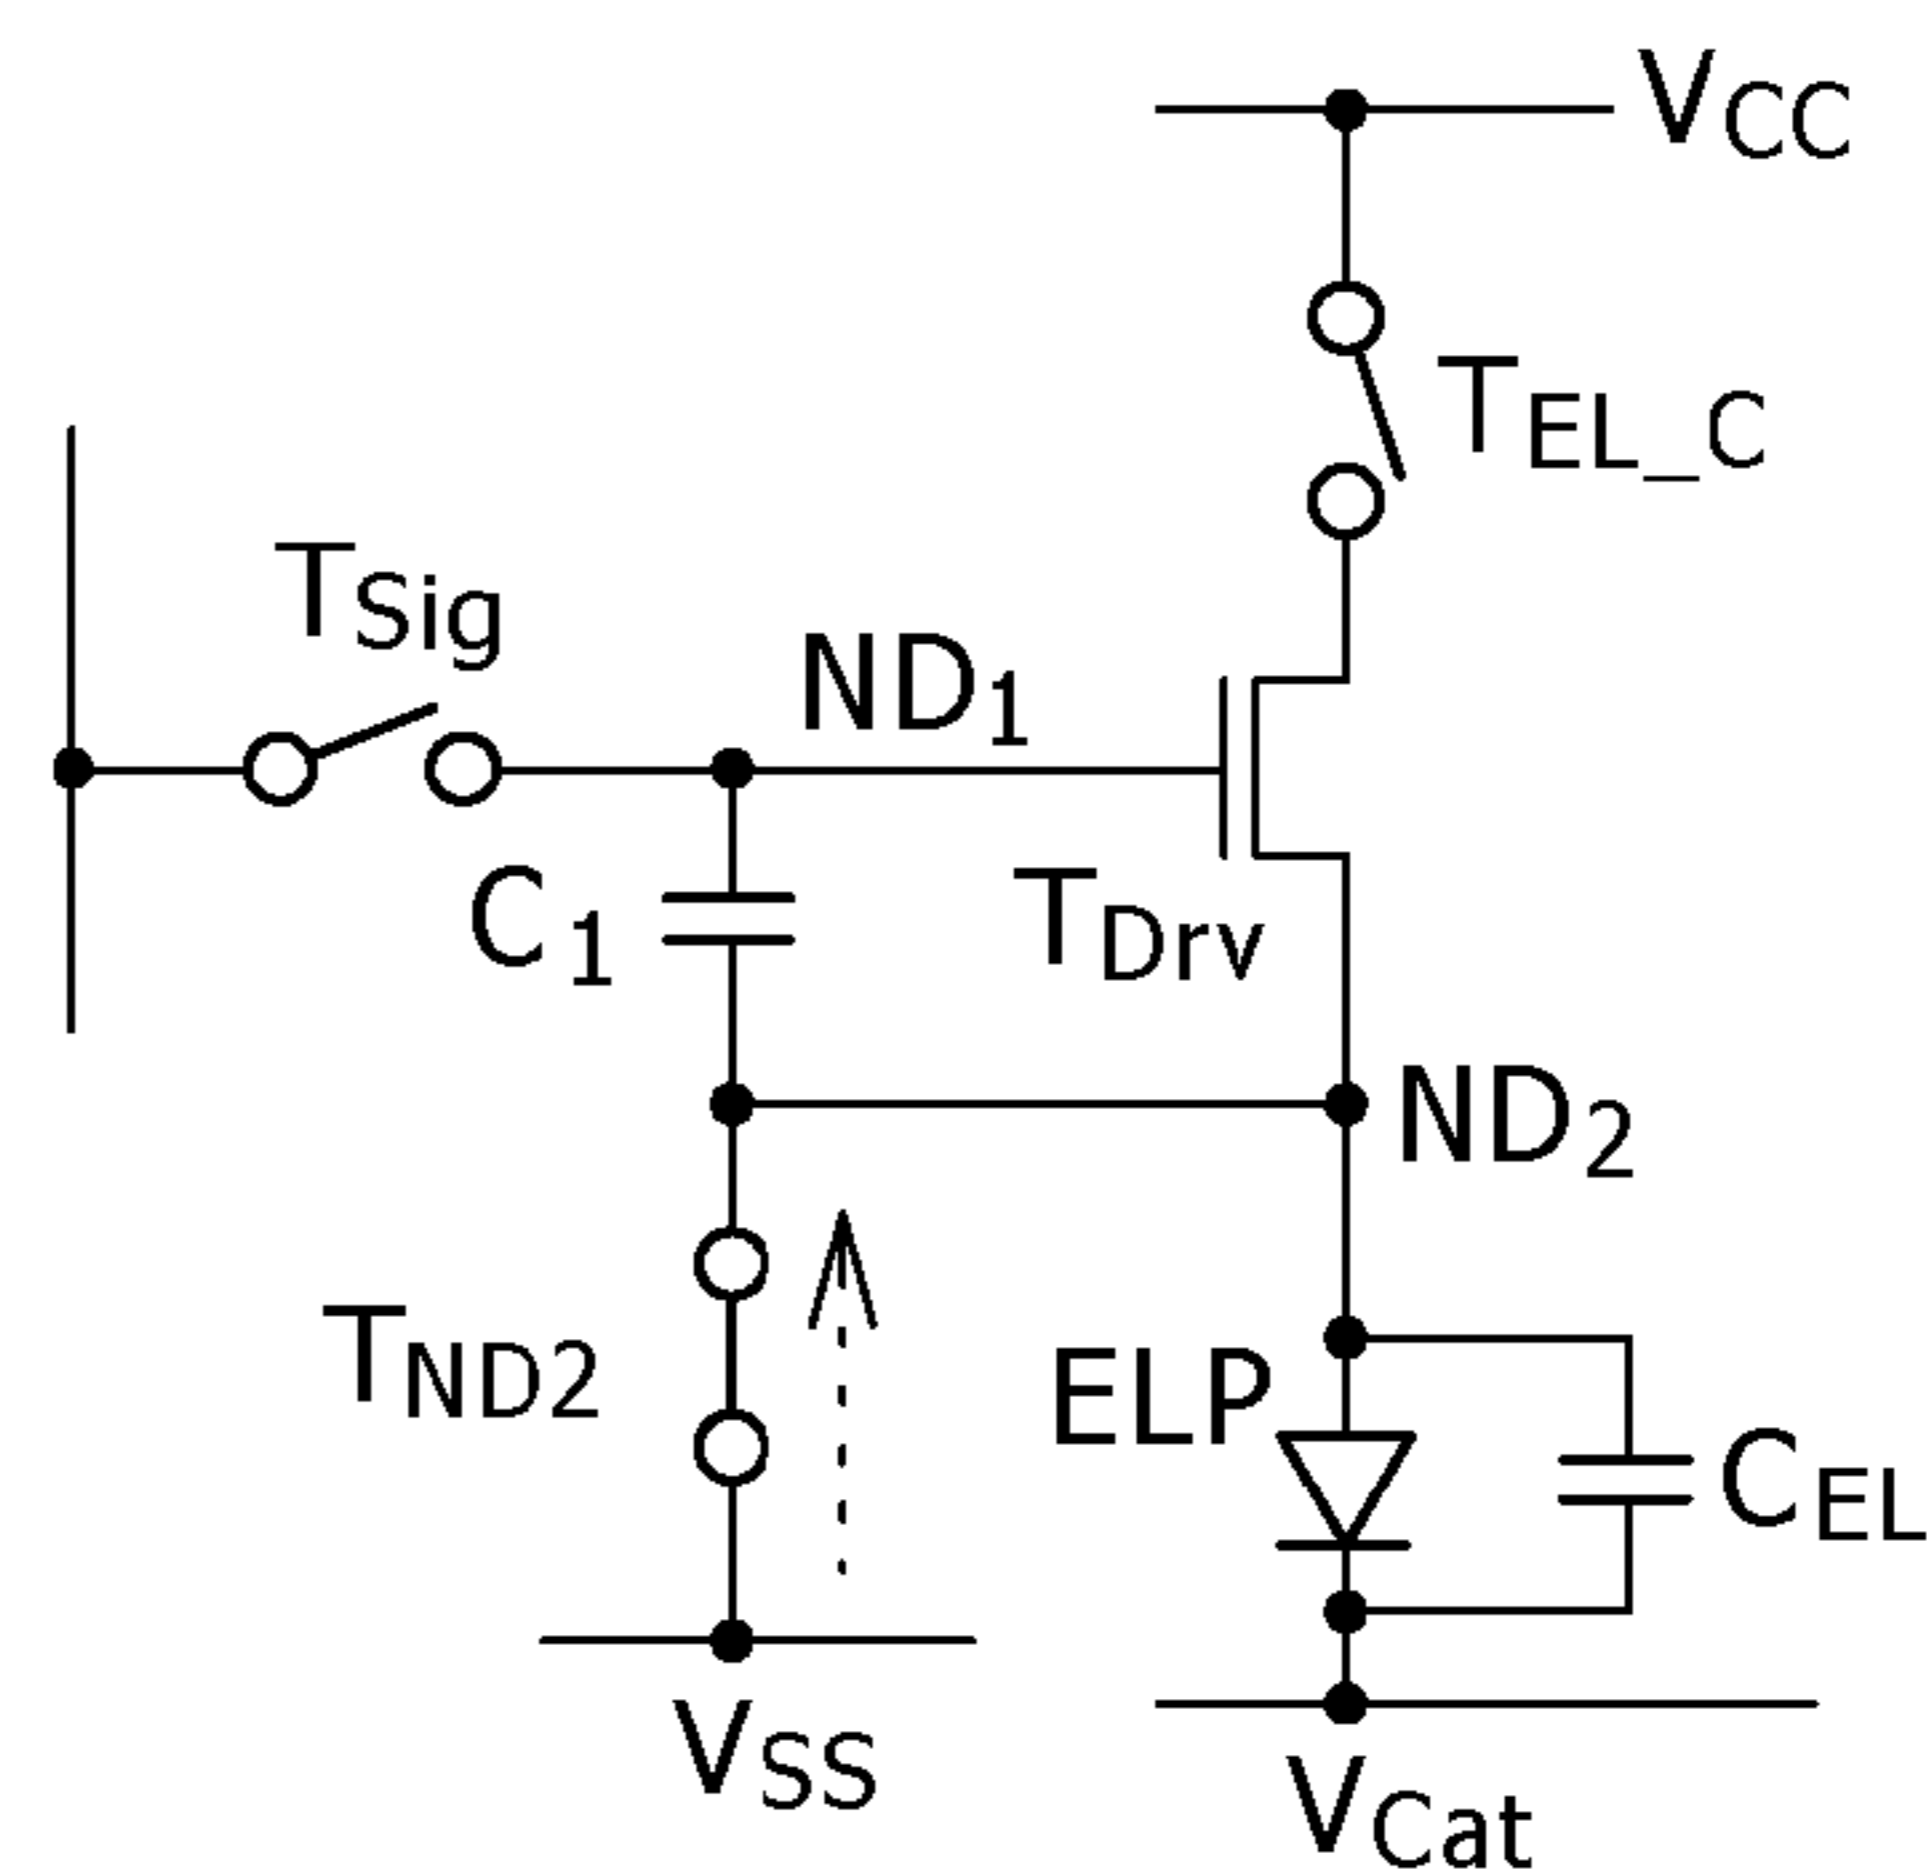 VCC
TEL_C
TSig
ND1
C1
TDrv
ND2
TND2
ELP
CEL
VSS
VCat